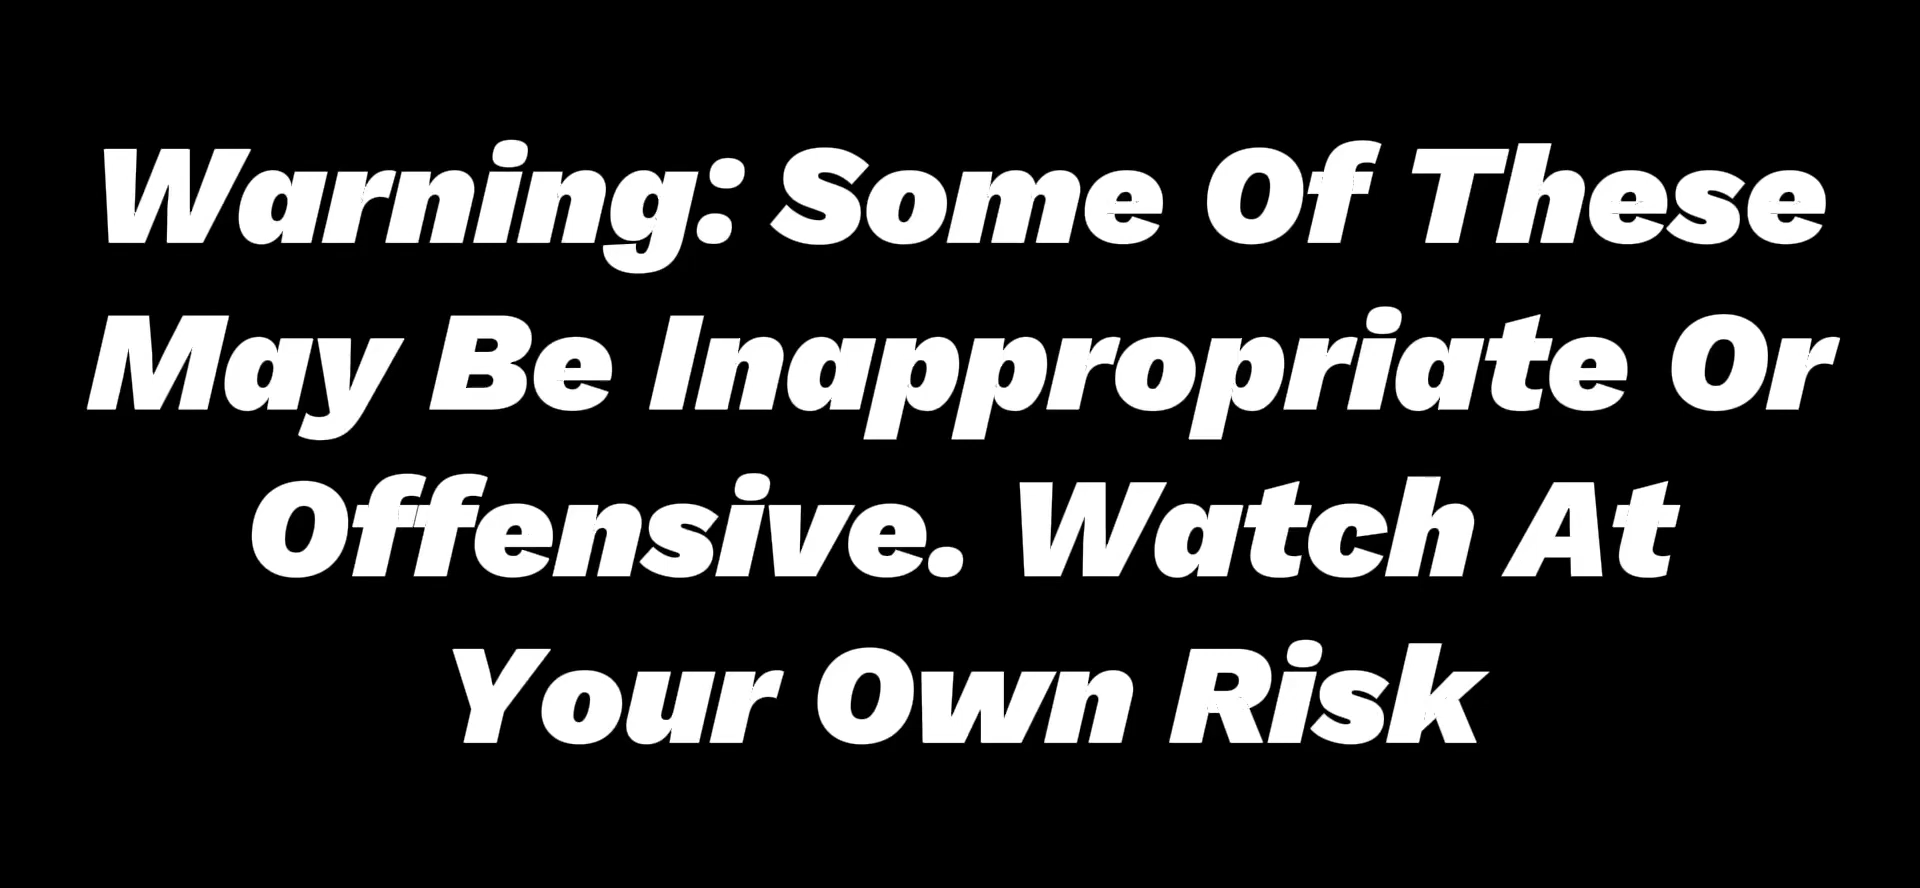 Warning: Some Of These
May Be Inappropriate Or
Offensive. Watch At
Your Own Risk